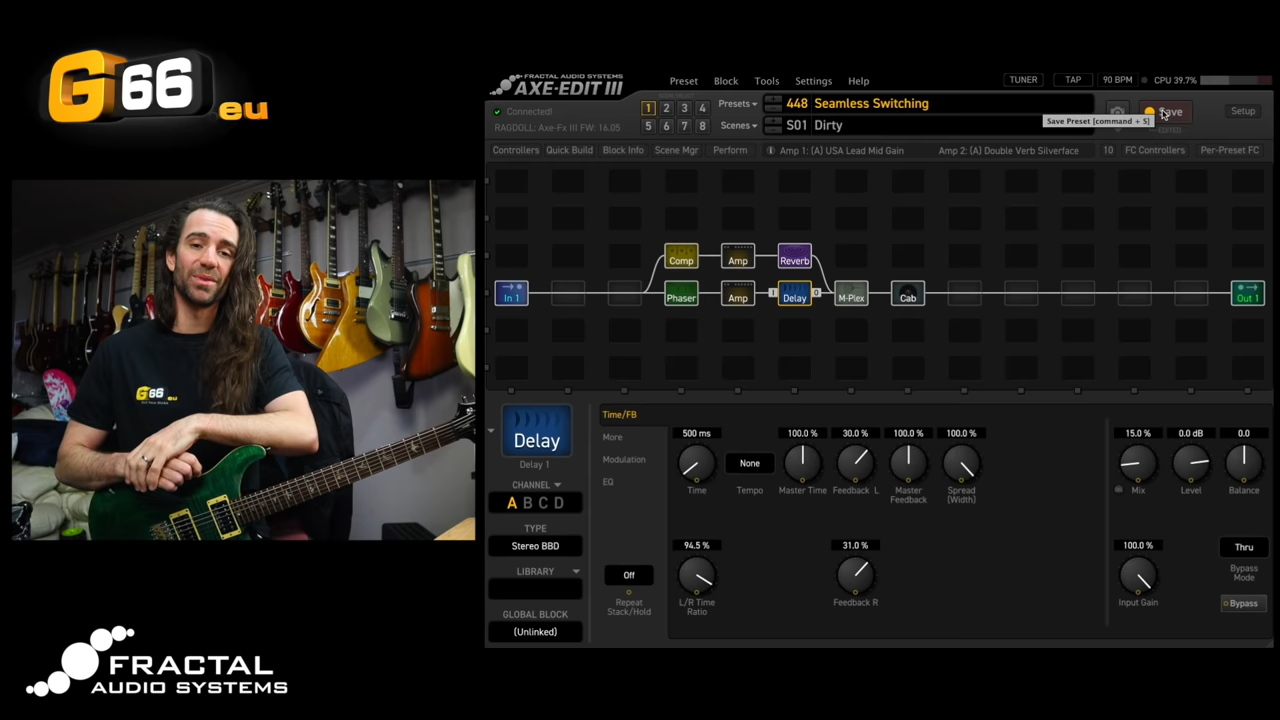 G66
eu
G66.eu
FRACTAL
AUDIO SYSTEMS
FRACTAL AUDIO SYSTEMS
AXE-EDIT III
Preset Block Tools Settings Help
TUNER TAP 90 BPM CPU 39.7%
Connected!
RAGDOLL: Axe-Fx III FW 16.05
1 2 3 4
5 6 7 8
Presets 448 Seamless Switching
Scenes S01 Dirty
Save
Save Preset [command + S]
EDITED
Setup
Controllers Quick Build Block Info Scene Mgr Perform
Amp 1: (A) USA Lead Mid Gain Amp 2: (A) Double Verb Silverface
10 FC Controllers Per-Preset FC
Comp Amp Reverb
In 1 Phaser Amp Delay M-Plex Cab Out 1
Delay
Delay 1
CHANNEL
A B C D
TYPE
Stereo BBD
LIBRARY
GLOBAL BLOCK
(Unlinked)
Time/FB
More
Modulation
EQ
Off
Repeat
Stack/Hold
500 ms 100.0 % 30.0 % 100.0 % 100.0 %
None
Time Tempo Master Time Feedback L Master
Feedback Spread
(Width)
94.5 % 31.0 %
L/R Time
Ratio Feedback R
15.0 % 0.0 dB 0.0
Mix Level Balance
100.0 %
Input Gain
Thru
Bypass
Mode
Bypass